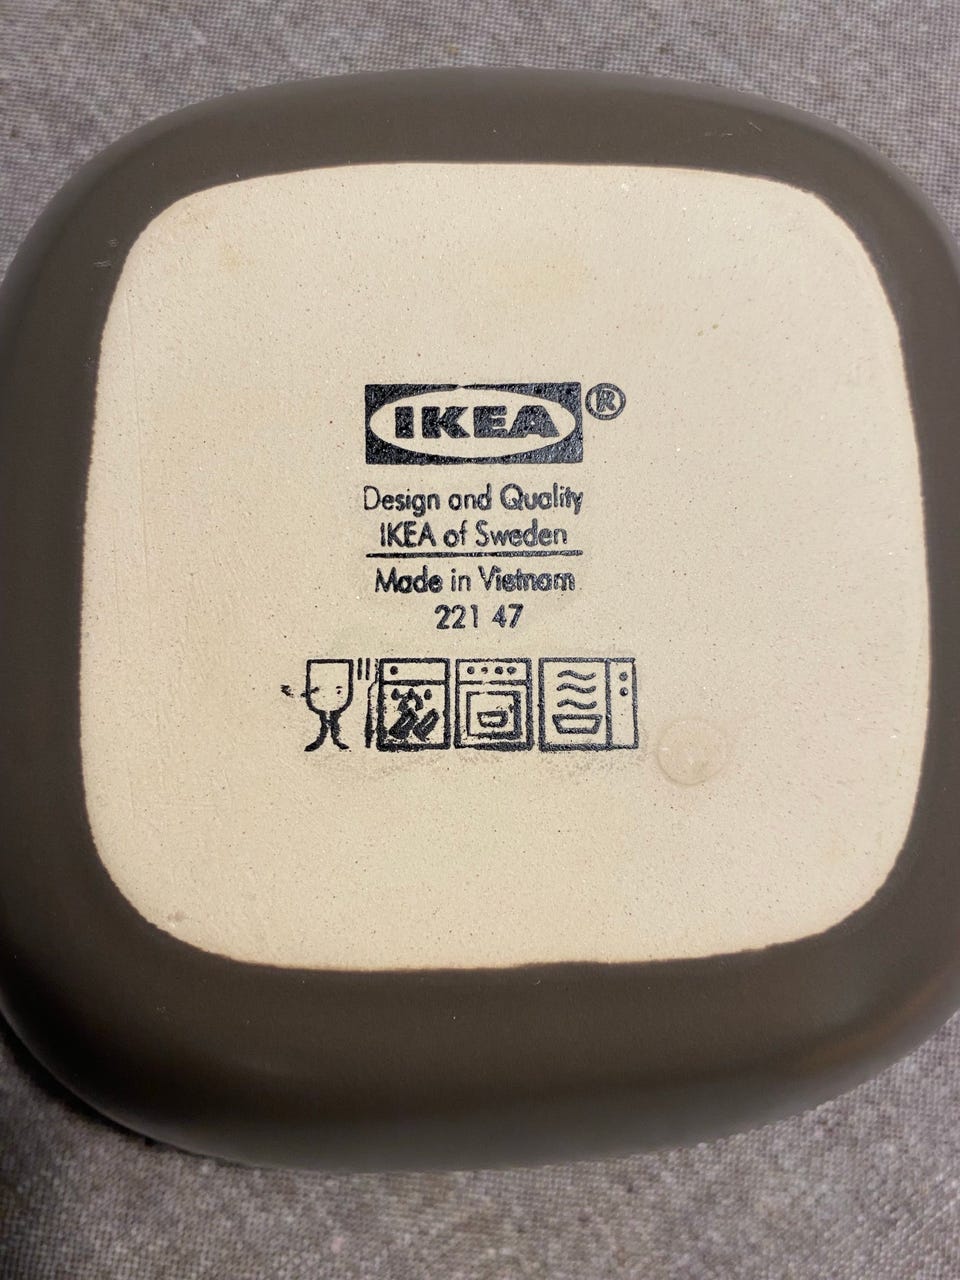 IKEA®
Design and Quality
IKEA of Sweden
Made in Vietnam
221 47